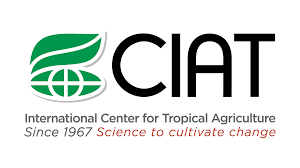 CIAT
International Center for Tropical Agriculture
Since 1967 Science to cultivate change